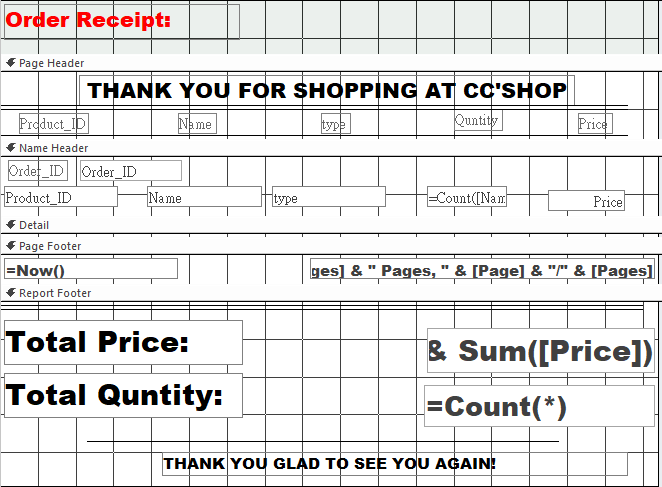 Order Receipt:
Page Header
THANK YOU FOR SHOPPING AT CC'SHOP
Product_ID Name type Quntity Price
Name Header
Order_ID Order_ID
Product_ID Name type =Count([Nam Price
Detail
Page Footer
=Now() ges] & " Pages, " & [Page] & "/" & [Pages]
Report Footer
Total Price: & Sum([Price])
Total Quntity: =Count(*)
THANK YOU GLAD TO SEE YOU AGAIN!